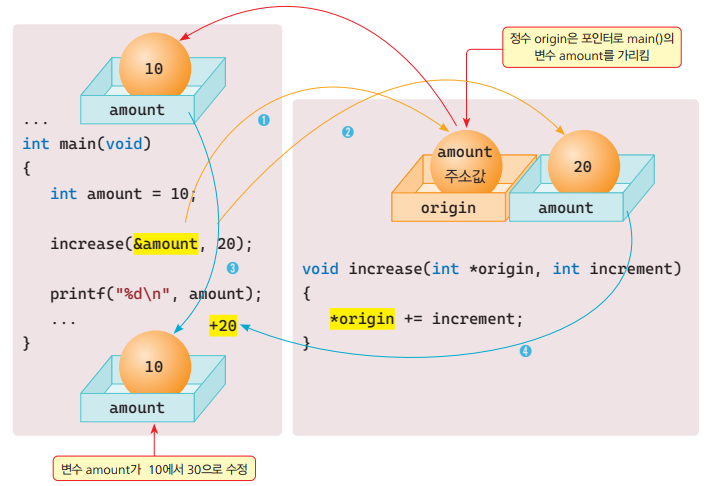 10
amount
...
int main(void)
{
int amount = 10;
increase(&amount, 20);
printf("%d\n", amount);
...
}
+20
10
amount
변수 amount가 10에서 30으로 수정
❶
❷
❸
❹
정수 origin은 포인터로 main()의
변수 amount를 가리킴
amount
주소값
origin
20
amount
void increase(int *origin, int increment)
{
*origin += increment;
}